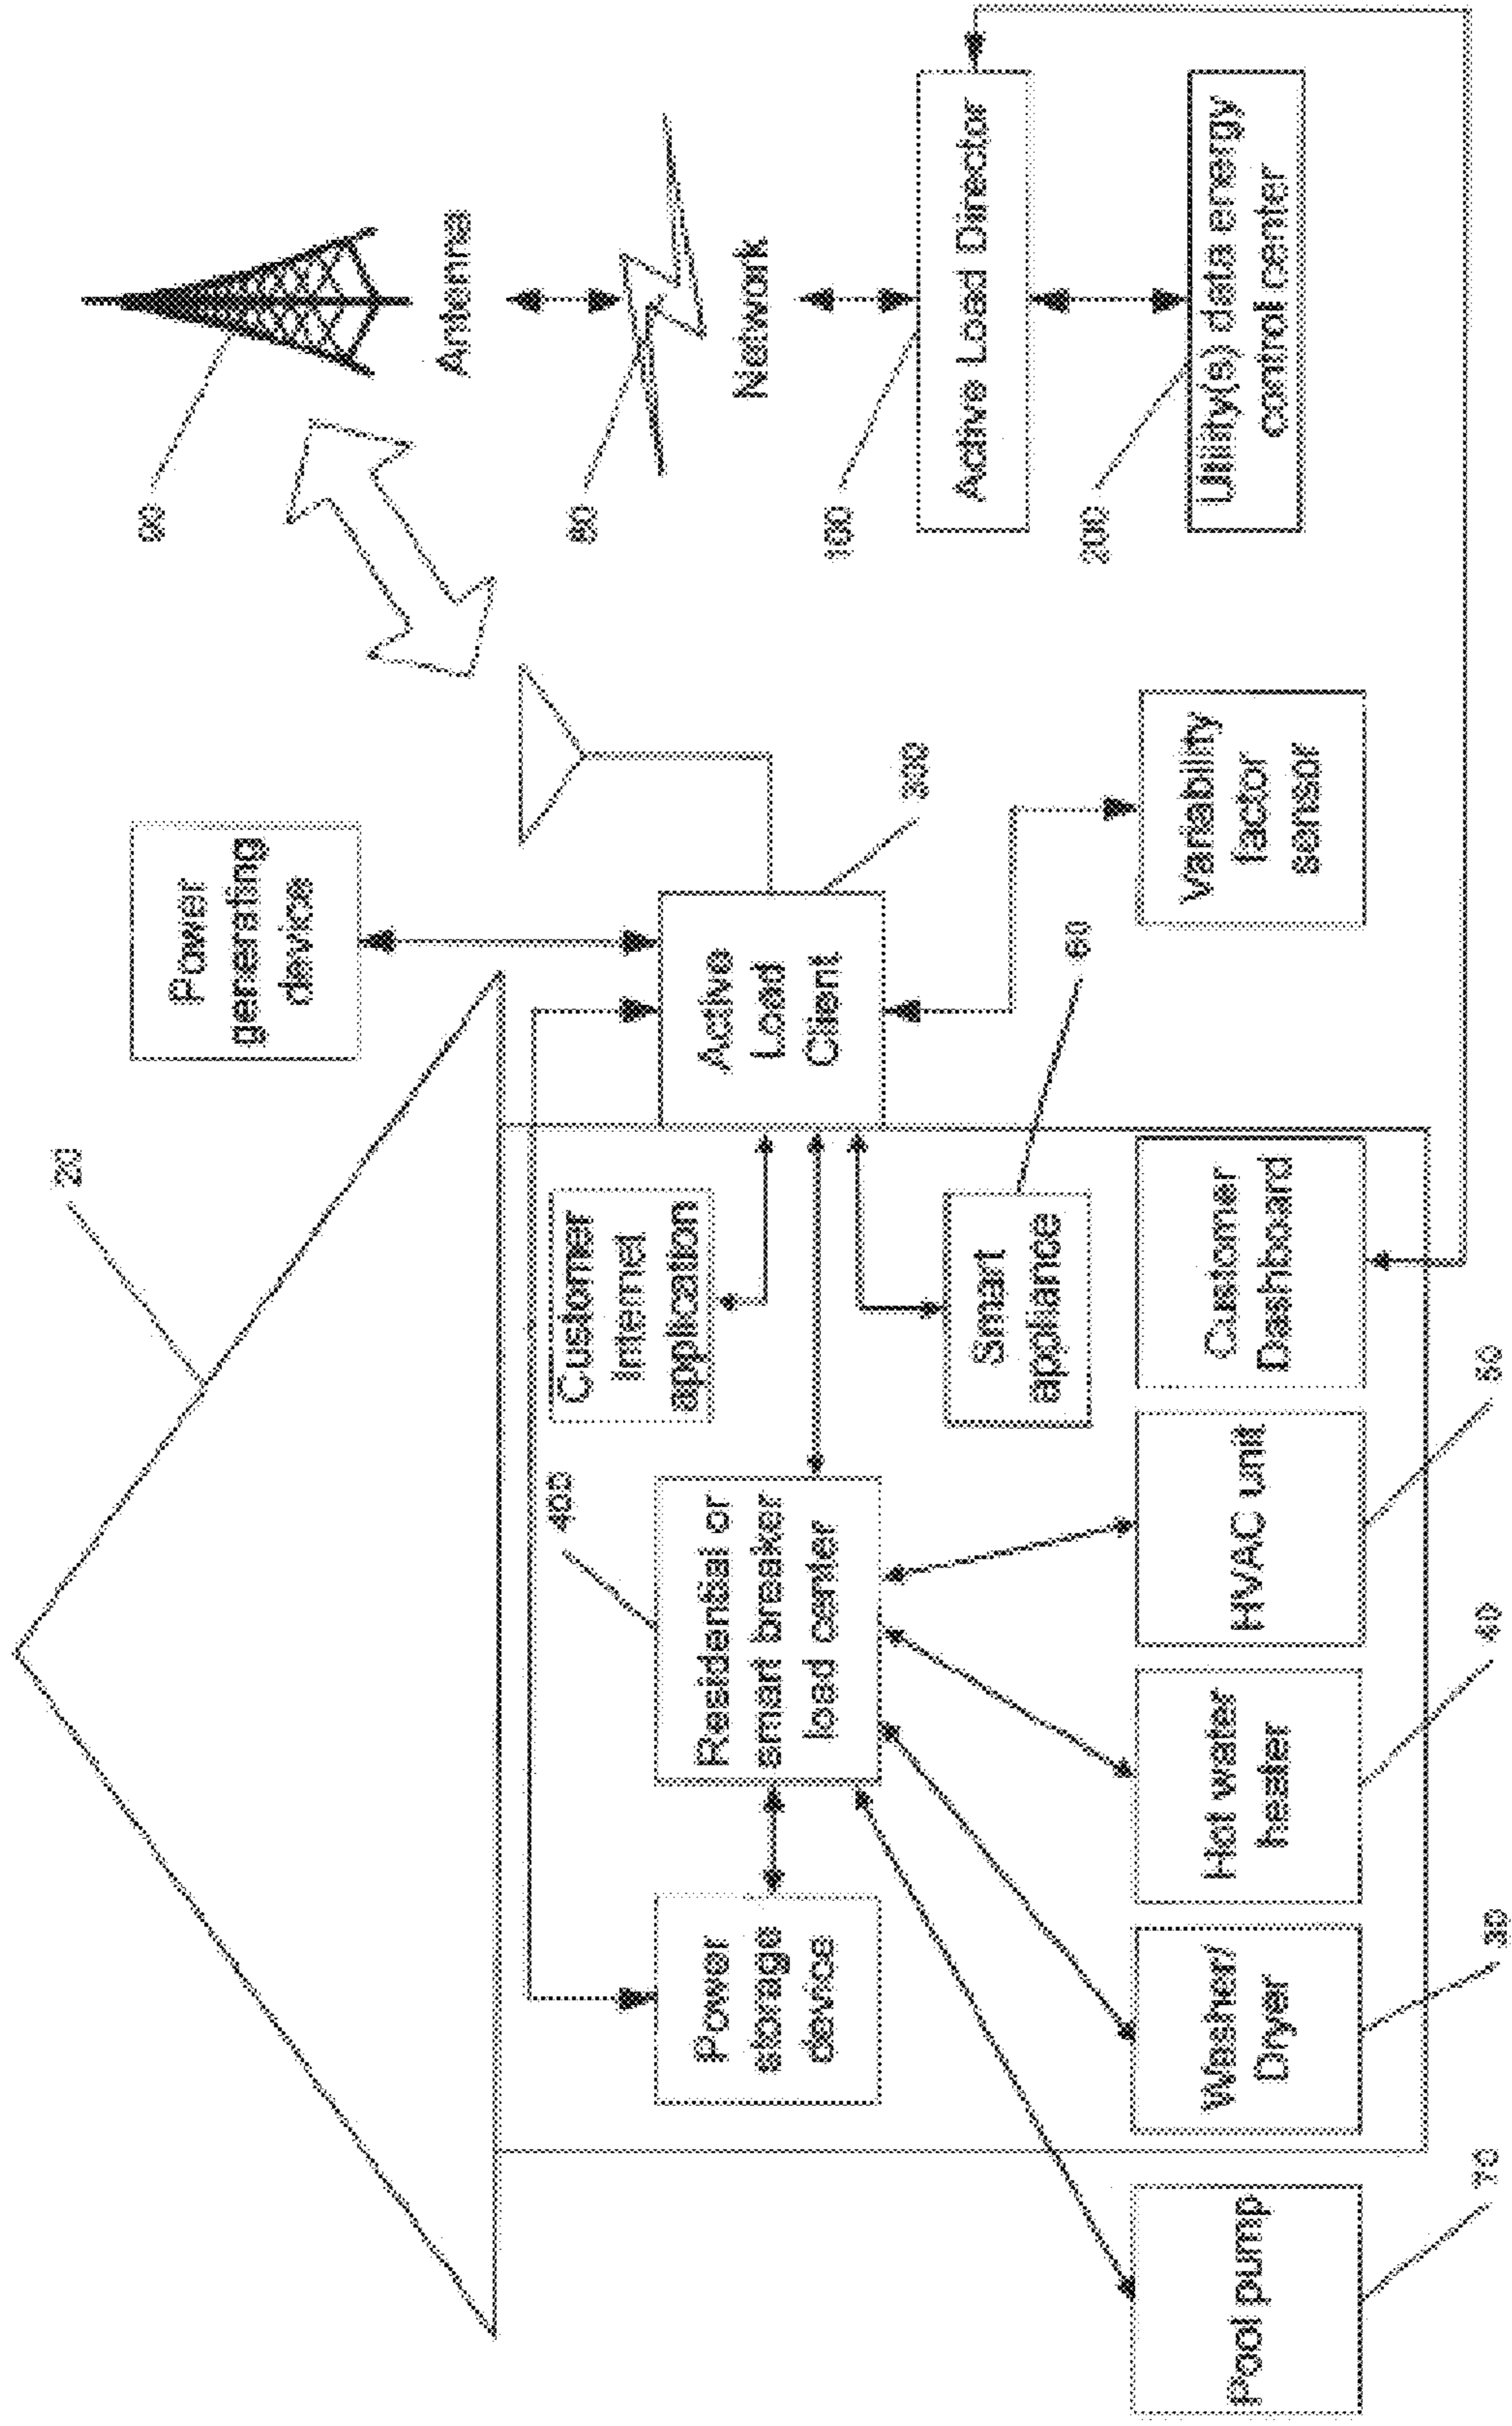 20
Power
generating
device
90
Antenna
80
Network
100
Active Load Director
200
Utility(s) data energy
control center
300
Active
Load
Client
Variability
factor
sensor
60
Customer
Internet
application
Smart
appliance
400
Residential or
smart breaker
load center
Power
storage
device
Pool pump
70
Washer/
Dryer
30
Hot water
heater
40
HVAC unit
50
Customer
Dashboard